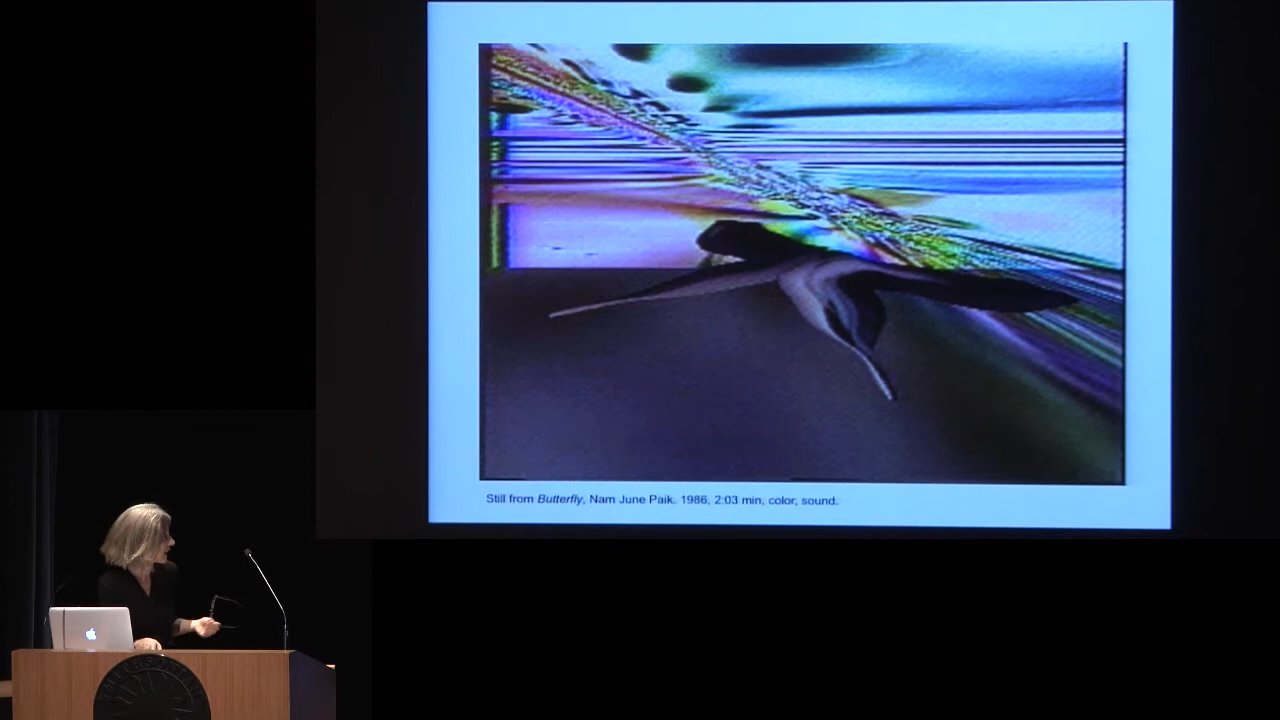 Still from Butterfly, Nam June Paik. 1986, 2:03 min, color, sound.